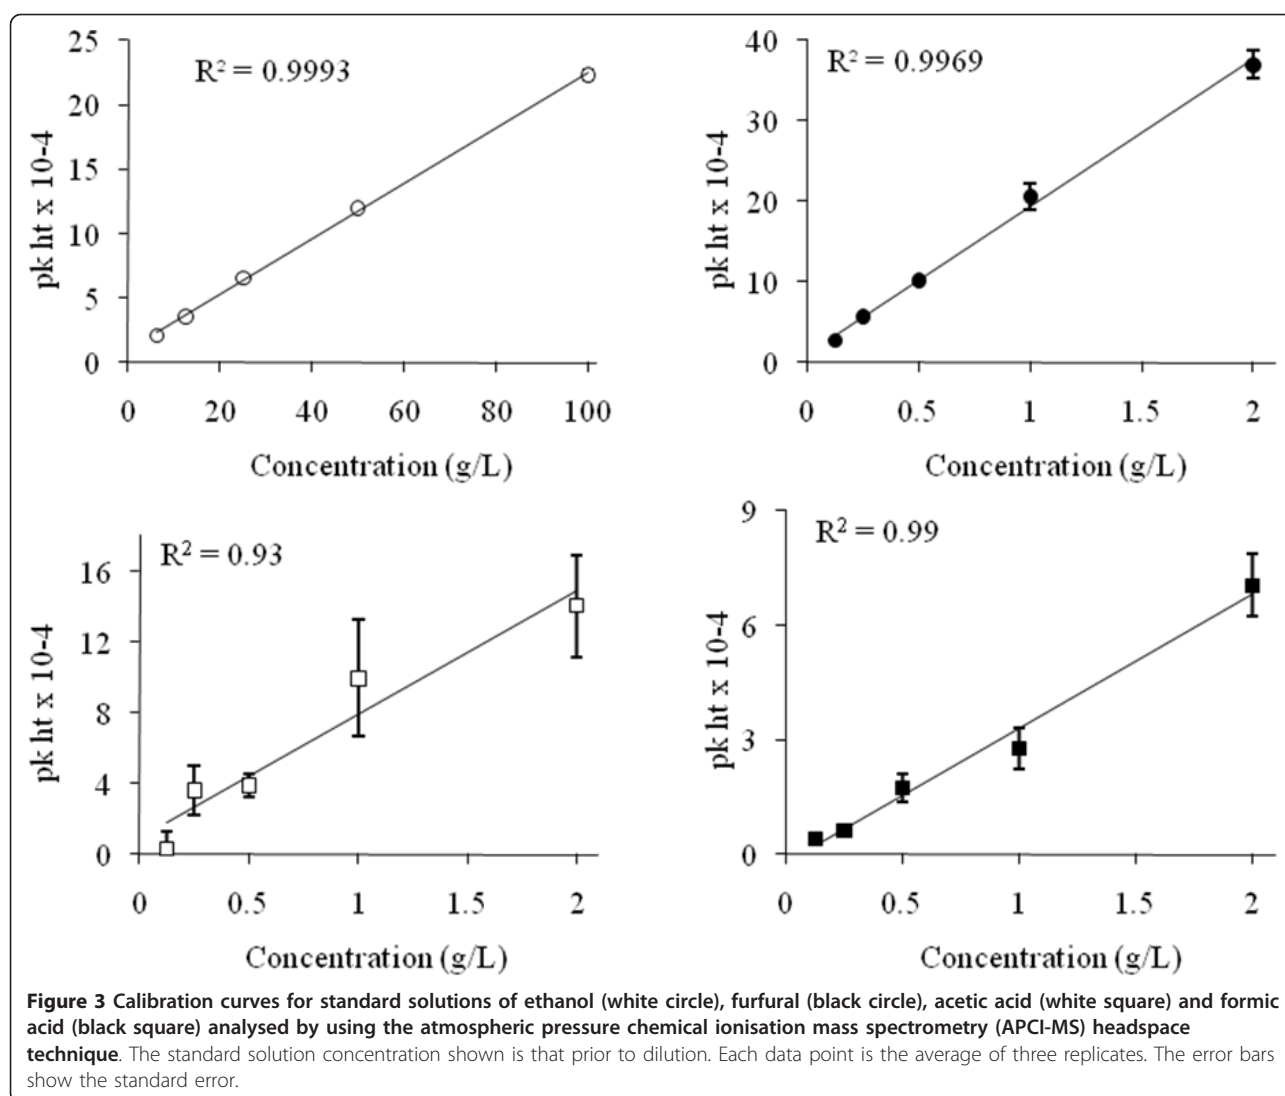 25
20
15
10
5
0
R² = 0.9993
pk ht x 10-4
0 20 40 60 80 100
Concentration (g/L)
40
30
20
10
0
R² = 0.9969
pk ht x 10-4
0 0.5 1 1.5 2
Concentration (g/L)
16
12
8
4
0
R² = 0.93
pk ht x 10-4
0 0.5 1 1.5 2
Concentration (g/L)
9
6
3
0
R² = 0.99
pk ht x 10-4
0 0.5 1 1.5 2
Concentration (g/L)
Figure 3 Calibration curves for standard solutions of ethanol (white circle), furfural (black circle), acetic acid (white square) and formic
acid (black square) analysed by using the atmospheric pressure chemical ionisation mass spectrometry (APCI-MS) headspace
technique. The standard solution concentration shown is that prior to dilution. Each data point is the average of three replicates. The error bars
show the standard error.